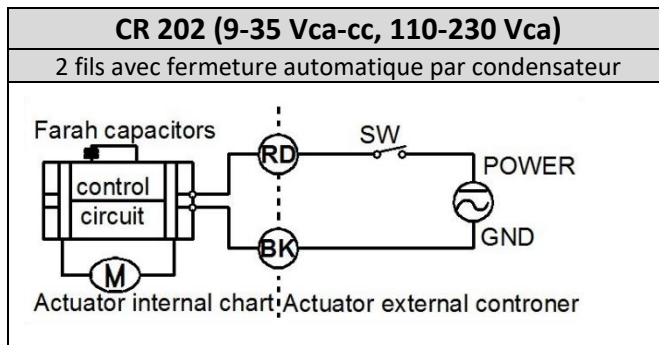 CR 202 (9-35 Vca-cc, 110-230 Vca)
2 fils avec fermeture automatique par condensateur
Farah capacitors
control
circuit
M
RD
SW
POWER
GND
BK
Actuator internal chart
Actuator external controner